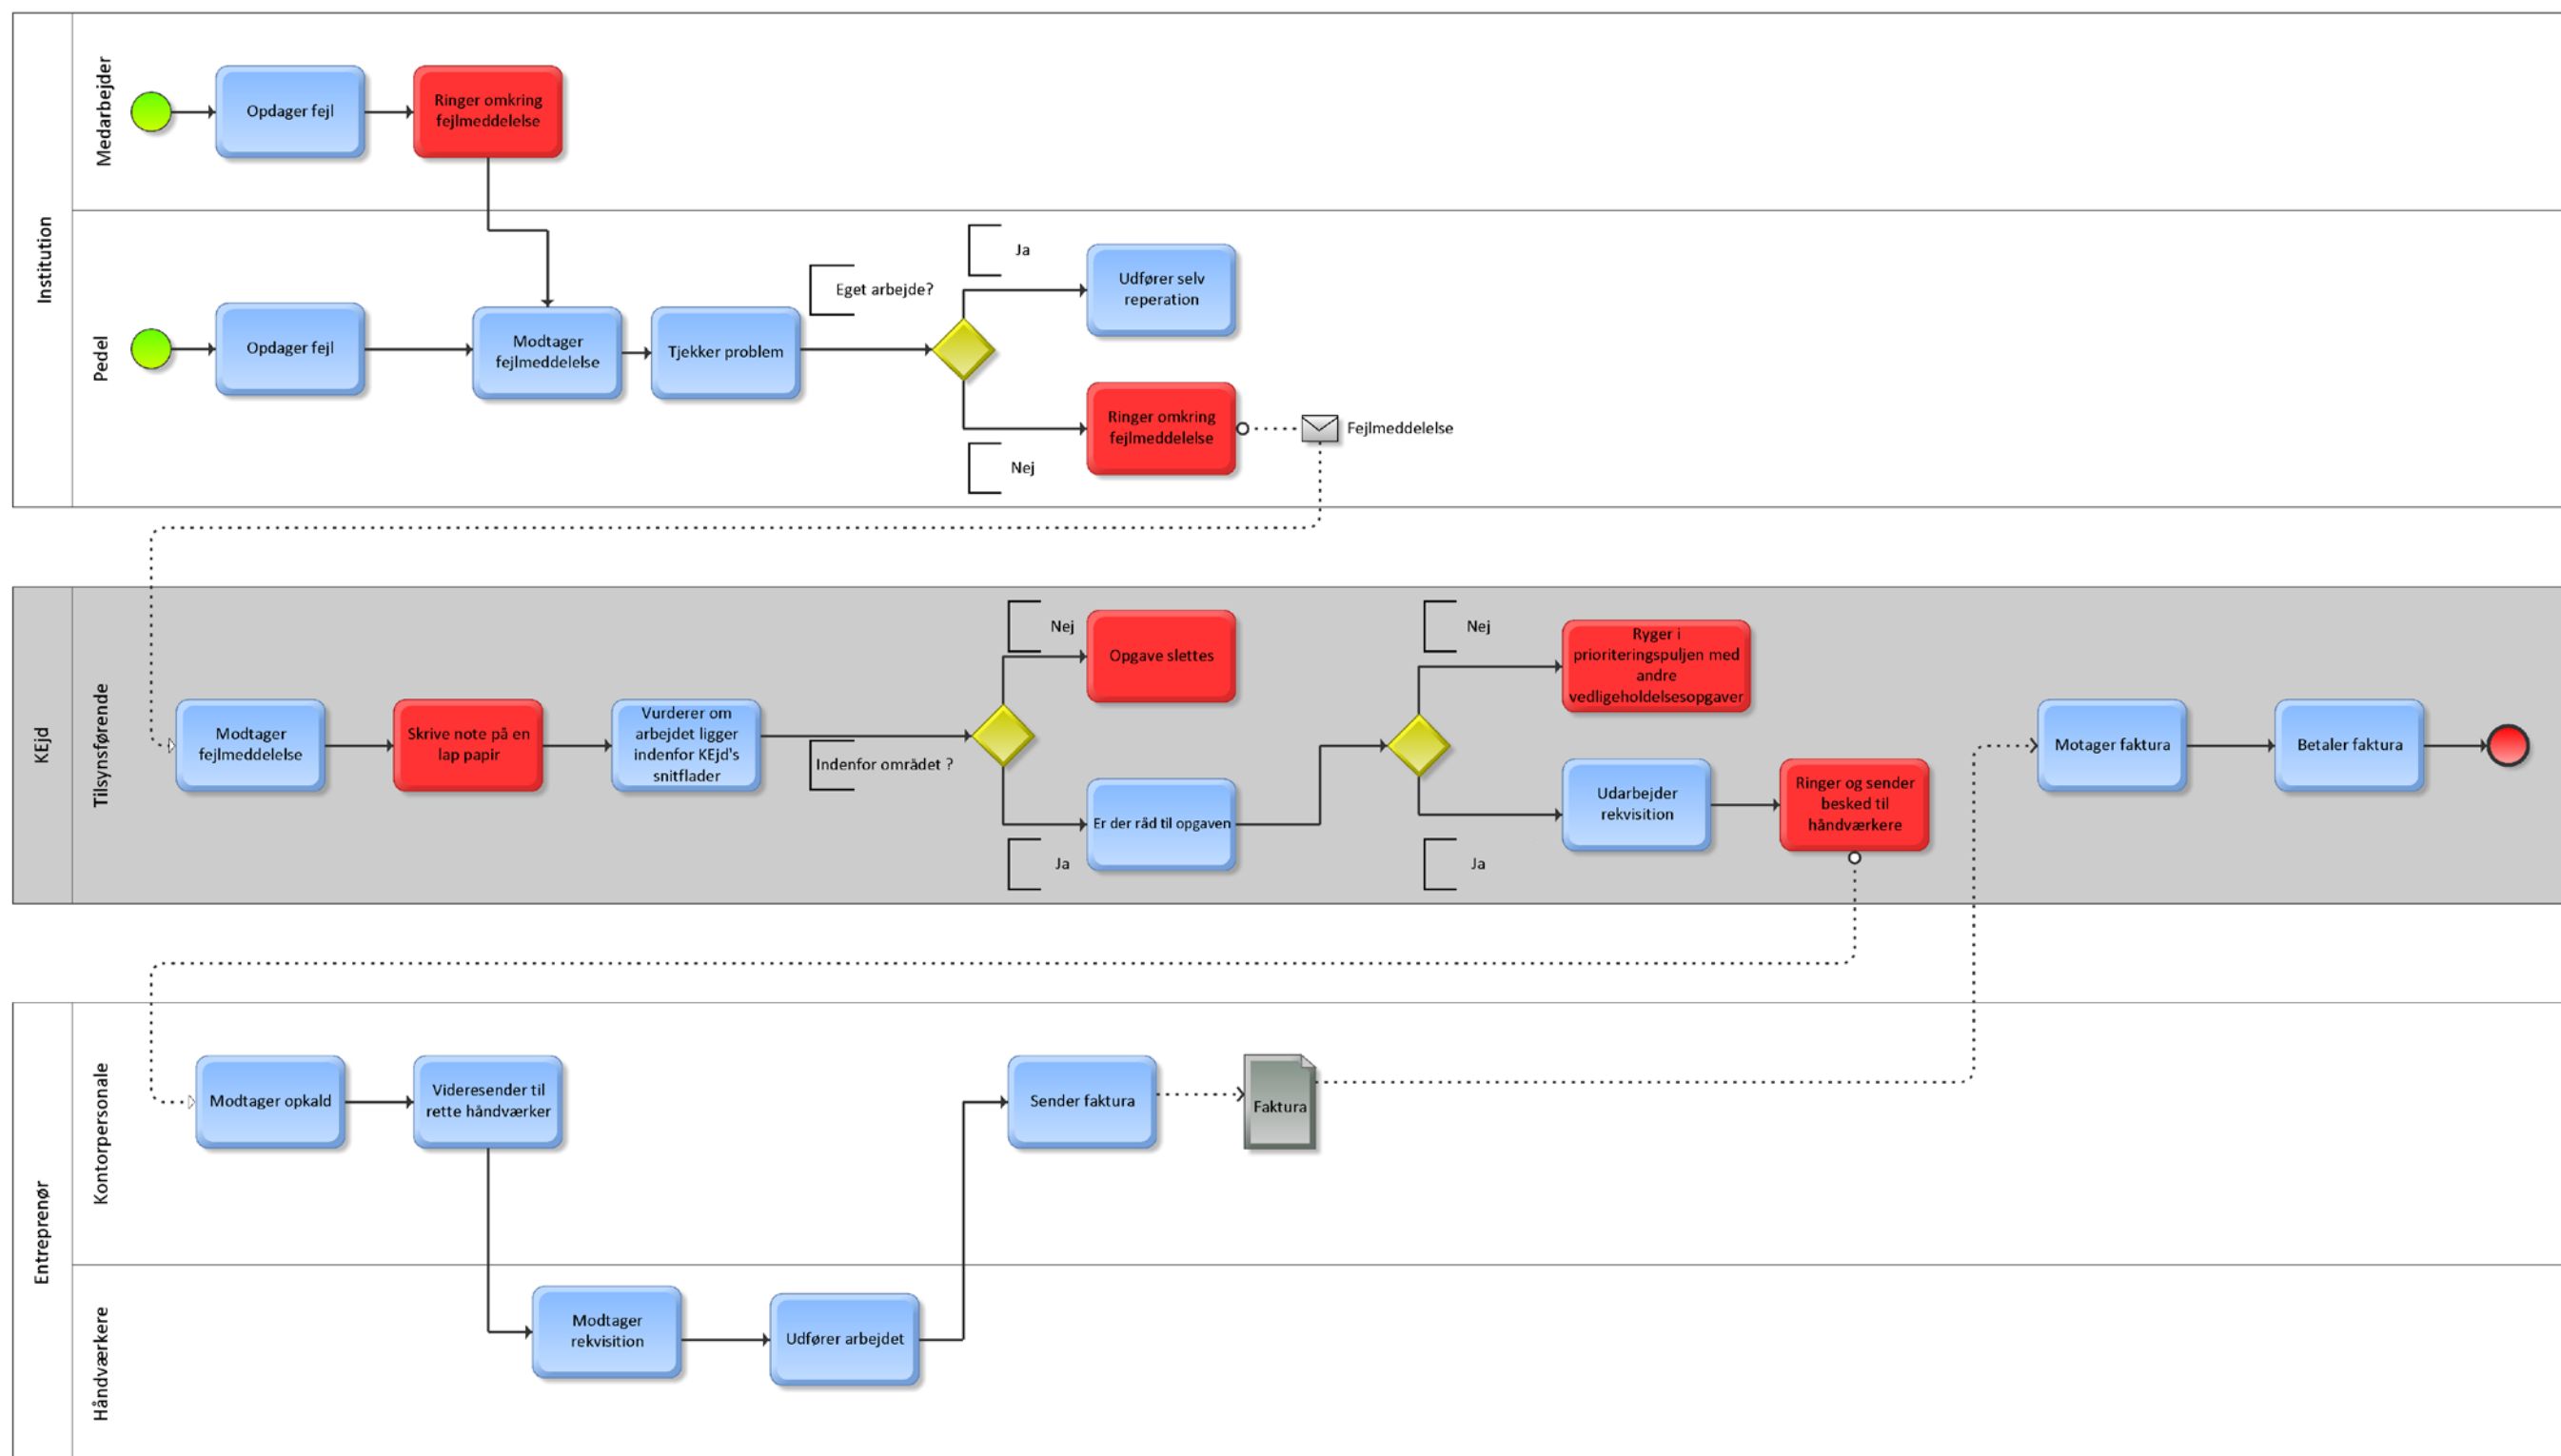 Institution
Medarbejder
Opdager fejl
Ringer omkring
fejlmeddelelse
Pedel
Opdager fejl
Modtager
fejlmeddelelse
Tjekker problem
Eget arbejde?
Ja
Udfører selv
reperation
Nej
Ringer omkring
fejlmeddelelse
Fejlmeddelelse
KEjd
Tilsynsførende
Modtager
fejlmeddelelse
Skrive note på en
lap papir
Vurderer om
arbejdet ligger
indenfor KEjd's
snitflader
Indenfor området ?
Nej
Opgave slettes
Ja
Er der råd til opgaven
Nej
Ryger i
prioriteringspuljen med
andre
vedligeholdelsesopgaver
Ja
Udarbejder
rekvisition
Ringer og sender
besked til
håndværkere
Motager faktura
Betaler faktura
Entreprenør
Kontorpersonale
Modtager opkald
Videresender til
rette håndværker
Sender faktura
Faktura
Håndværkere
Modtager
rekvisition
Udfører arbejdet